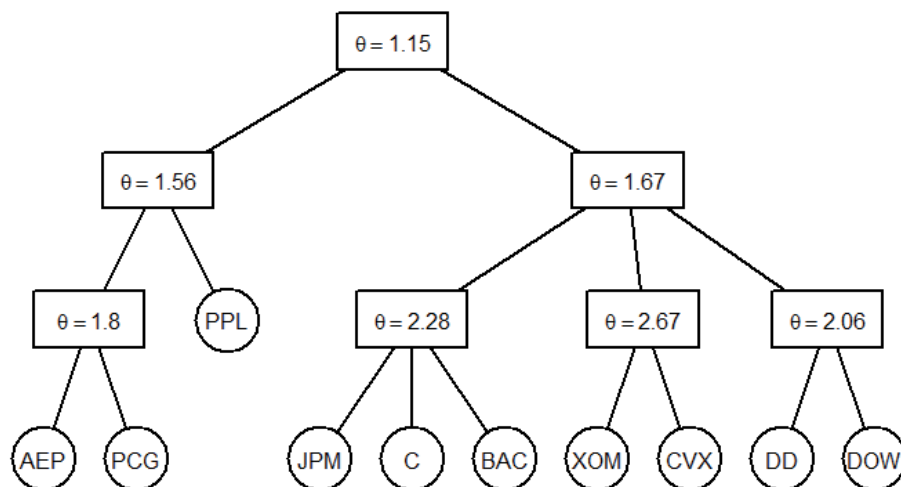 θ = 1.15
θ = 1.56
θ = 1.67
θ = 1.8
PPL
θ = 2.28
θ = 2.67
θ = 2.06
AEP
PCG
JPM
C
BAC
XOM
CVX
DD
DOW